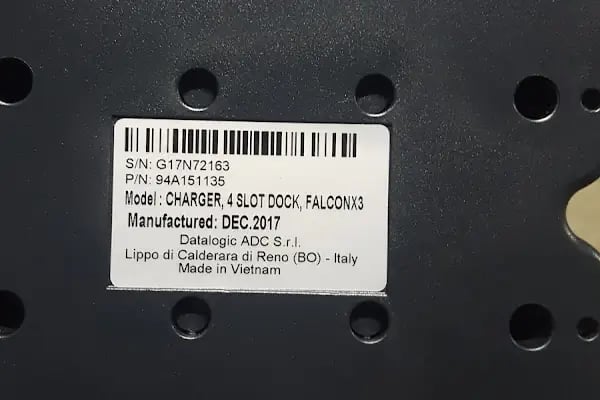 S/N: G17N72163
P/N: 94A151135
Model : CHARGER, 4 SLOT DOCK, FALCONX3
Manufactured: DEC.2017
Datalogic ADC S.r.l.
Lippo di Calderara di Reno (BO) - Italy
Made in Vietnam